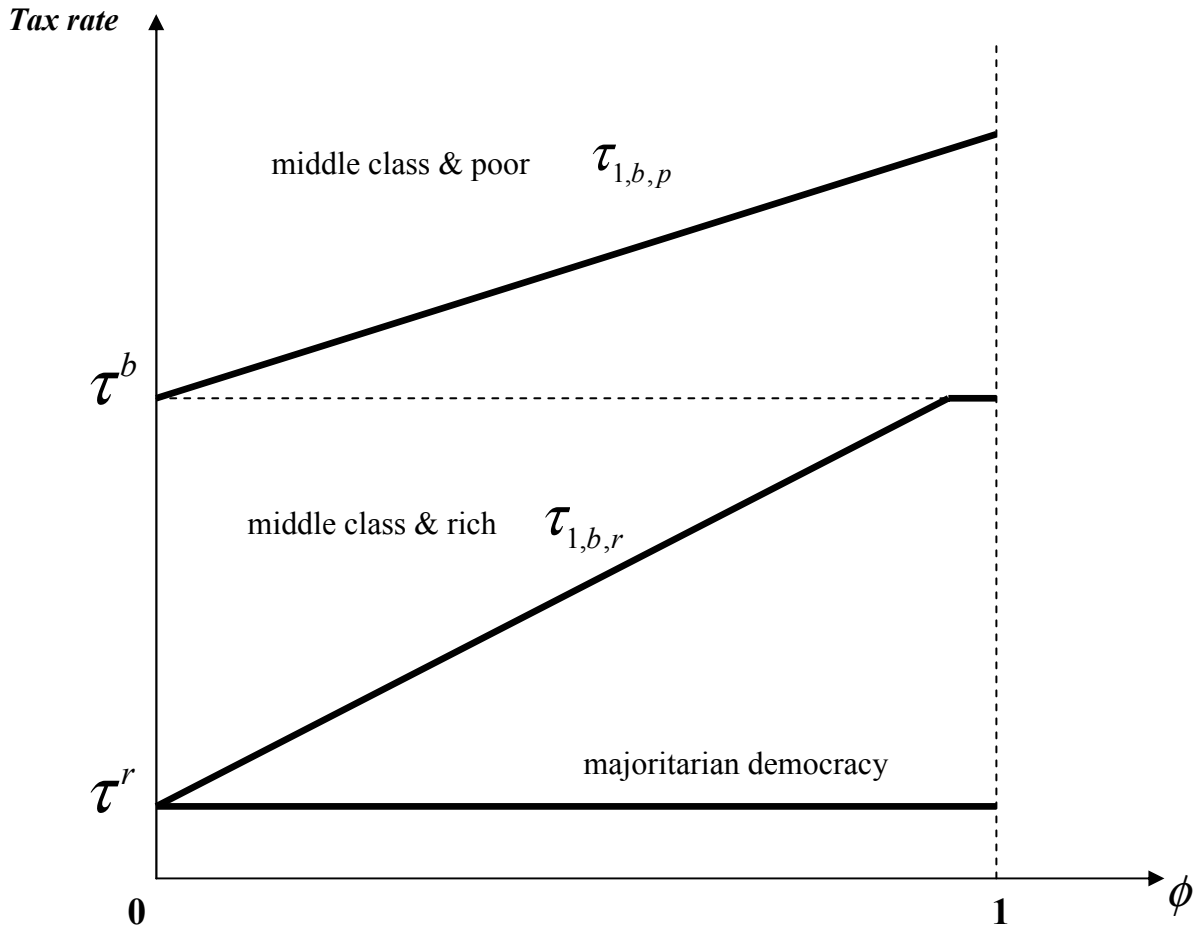 Tax rate
middle class & poor τ₁,b,p
τᵇ
middle class & rich τ₁,b,r
majoritarian democracy
τʳ
0 1 ϕ